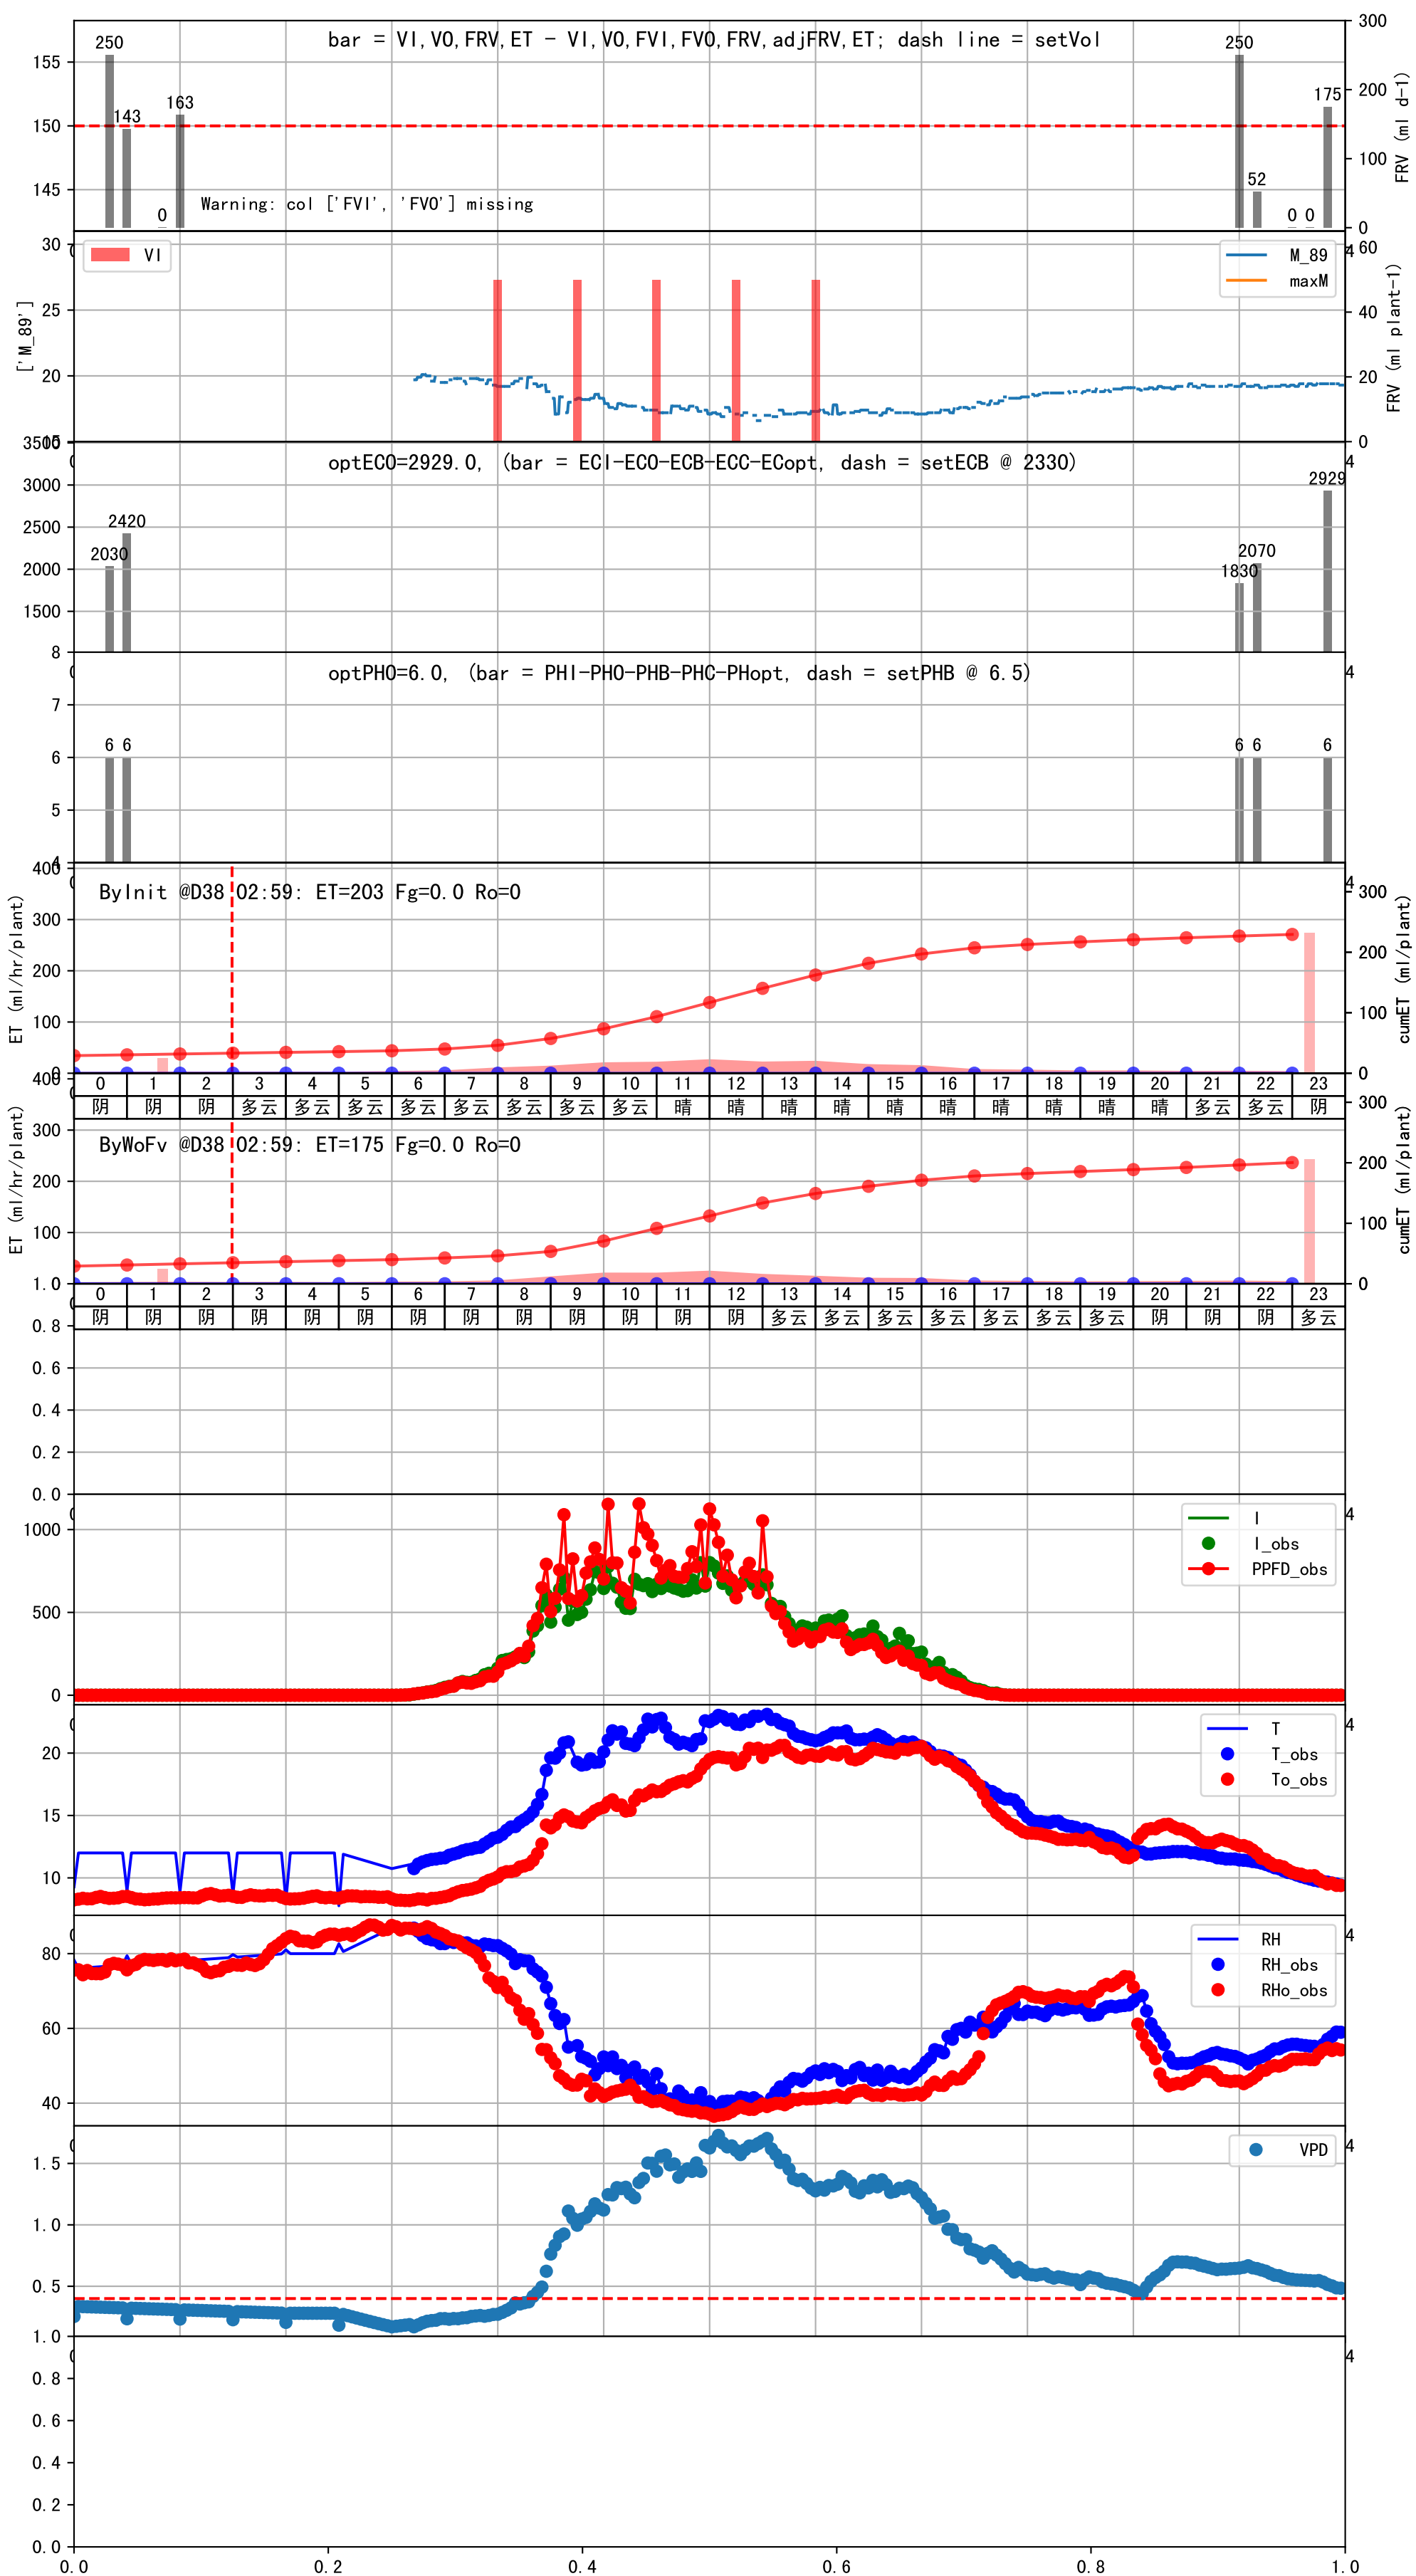 bar = VI,VO,FRV,ET - VI,VO,FVI,FVO,FRV,adjFRV,ET; dash line = setVol
250
143
0
163
250
52
0
0
175
Warning: col ['FVI', 'FVO'] missing
155
150
145
300
200
100
0
FRV (ml d-1)
VI
M_89
maxM
['M_89']
30
25
20
15
60
40
20
0
FRV (ml plant-1)
optECO=2929.0, (bar = ECI-ECO-ECB-ECC-ECopt, dash = setECB @ 2330)
3500
3000
2500
2000
1500
2030
2420
1830
2070
2929
optPHO=6.0, (bar = PHI-PHO-PHB-PHC-PHopt, dash = setPHB @ 6.5)
8
7
6
5
4
6
6
6
6
6
ByInit @D38 02:59: ET=203 Fg=0.0 Ro=0
ET (ml/hr/plant)
400
300
200
100
0
300
200
100
0
cumET (ml/plant)
0 1 2 3 4 5 6 7 8 9 10 11 12 13 14 15 16 17 18 19 20 21 22 23
阴 阴 阴 多云 多云 多云 多云 多云 多云 多云 多云 晴 晴 晴 晴 晴 晴 晴 晴 晴 晴 多云 多云 阴
ByWoFv @D38 02:59: ET=175 Fg=0.0 Ro=0
ET (ml/hr/plant)
400
300
200
100
300
200
100
0
cumET (ml/plant)
0 1 2 3 4 5 6 7 8 9 10 11 12 13 14 15 16 17 18 19 20 21 22 23
阴 阴 阴 阴 阴 阴 阴 阴 阴 阴 阴 阴 阴 多云 多云 多云 多云 多云 多云 多云 阴 阴 阴 多云
1.0
0.8
0.6
0.4
0.2
0.0
I
I_obs
PPFD_obs
1000
500
0
T
T_obs
To_obs
20
15
10
RH
RH_obs
RHo_obs
80
60
40
VPD
1.5
1.0
0.5
1.0
0.8
0.6
0.4
0.2
0.0
0.0 0.2 0.4 0.6 0.8 1.0